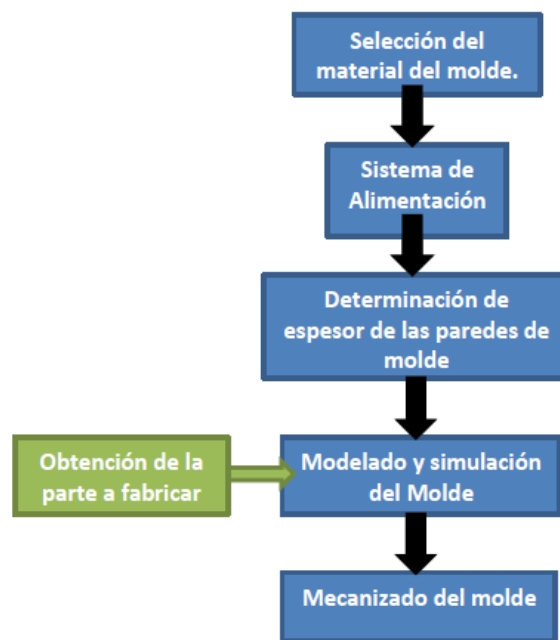 Selección del
material del molde.
Sistema de
Alimentación
Determinación de
espesor de las paredes de
molde
Obtención de la
parte a fabricar
Modelado y simulación
del Molde
Mecanizado del molde